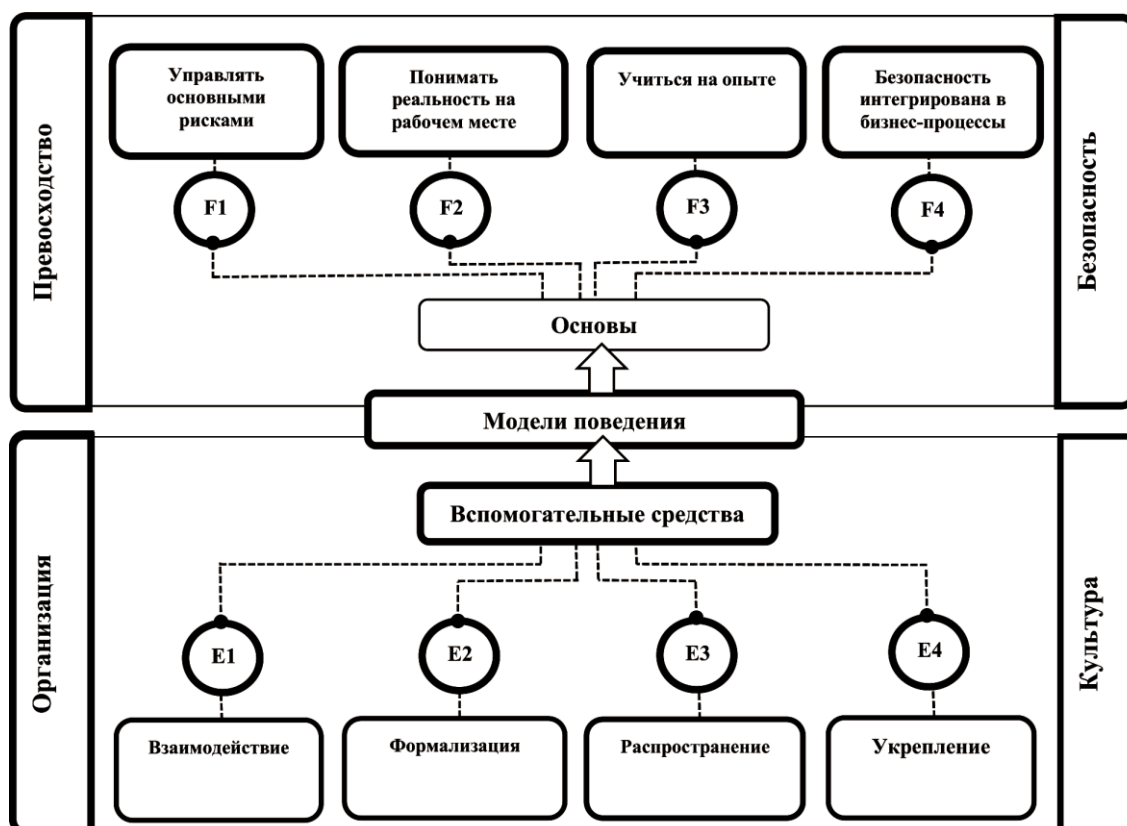 Превосходство
Управлять
основными
рисками
Понимать
реальность на
рабочем месте
Учиться на опыте
Безопасность
интегрирована в
бизнес-процессы
Безопасность
F1
F2
F3
F4
Основы
Модели поведения
Вспомогательные средства
Организация
E1
E2
E3
E4
Взаимодействие
Формализация
Распространение
Укрепление
Культура